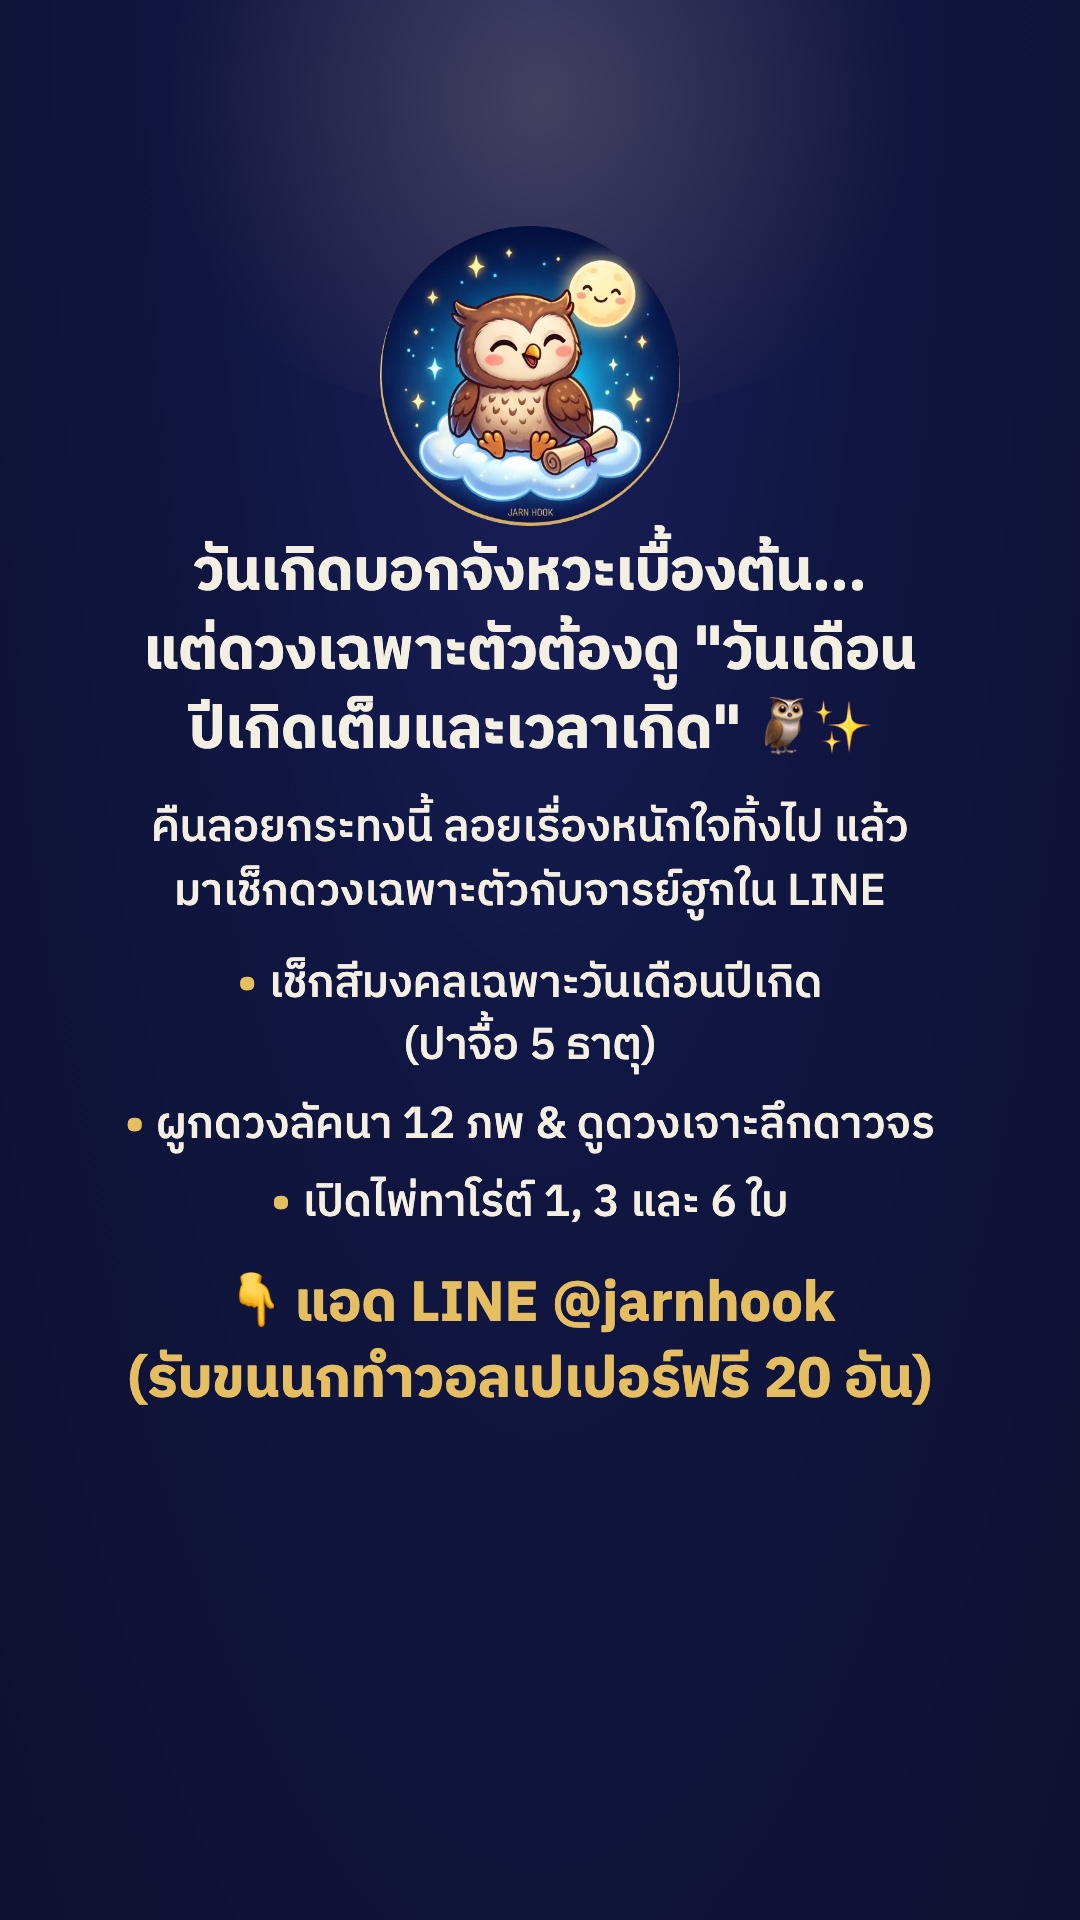 JARN HOOK
วันเกิดบอกจังหวะเบื้องต้น...
แต่ดวงเฉพาะตัวต้องดู "วันเดือน
ปีเกิดเต็มและเวลาเกิด" 🦉✨
คืนลอยกระทงนี้ ลอยเรื่องหนักใจทิ้งไป แล้ว
มาเช็กดวงเฉพาะตัวกับจารย์ฮูกใน LINE
• เช็กสีมงคลเฉพาะวันเดือนปีเกิด
(ปาจื้อ 5 ธาตุ)
• ผูกดวงลัคนา 12 ภพ & ดูดวงเจาะลึกดาวจร
• เปิดไพ่ทาโร่ต์ 1, 3 และ 6 ใบ
👇 แอด LINE @jarnhook
(รับขนนกทำวอลเปเปอร์ฟรี 20 อัน)